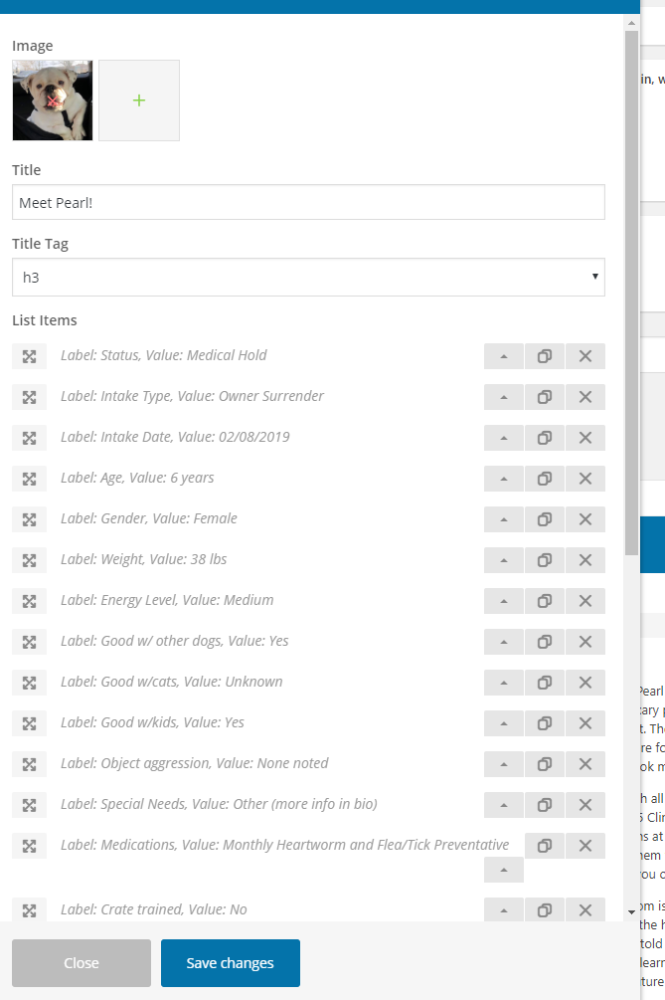 Image
in, w
Title
Meet Pearl!
Title Tag
h3
List Items
Label: Status, Value: Medical Hold
Label: Intake Type, Value: Owner Surrender
Label: Intake Date, Value: 02/08/2019
Label: Age, Value: 6 years
Label: Gender, Value: Female
Label: Weight, Value: 38 lbs
Label: Energy Level, Value: Medium
Label: Good w/ other dogs, Value: Yes
Label: Good w/cats, Value: Unknown
Label: Good w/kids, Value: Yes
Label: Object aggression, Value: None noted
Label: Special Needs, Value: Other (more info in bio)
Label: Medications, Value: Monthly Heartworm and Flea/Tick Preventative
Label: Crate trained, Value: No
Pearl
t. The
re fo
ok m
h all
ns at
you c
om is
the h
told
learn
ture
Close
Save changes